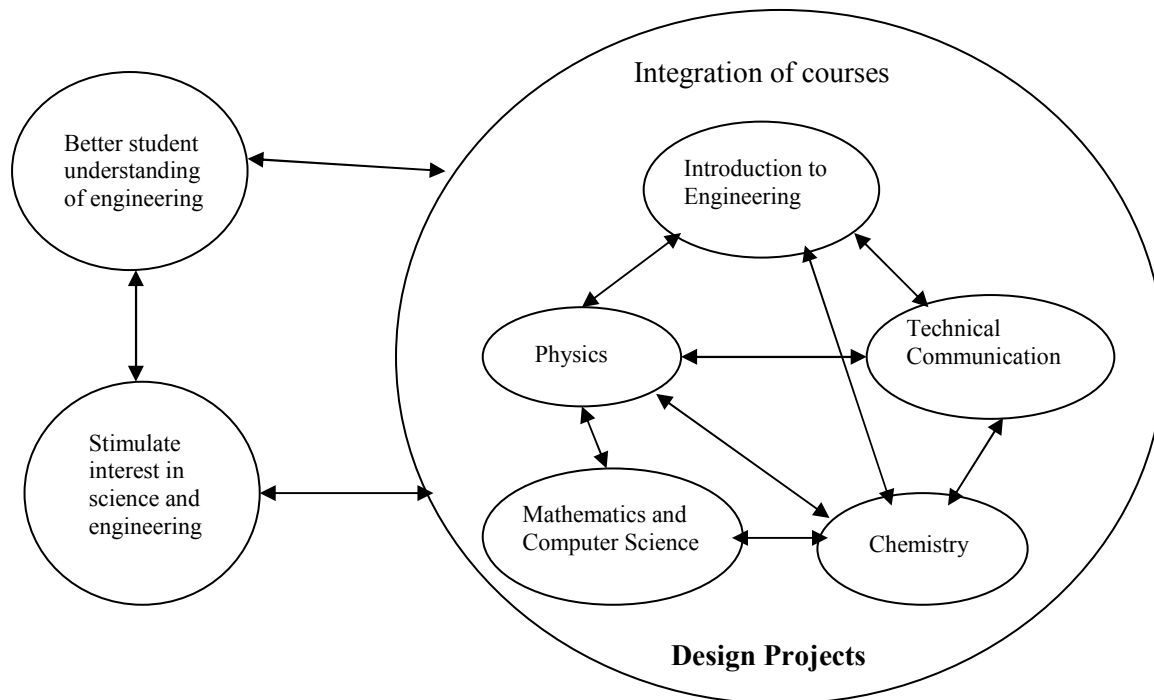 Integration of courses
Better student
understanding
of engineering
Introduction to
Engineering
Physics
Technical
Communication
Stimulate
interest in
science and
engineering
Mathematics and
Computer Science
Chemistry
Design Projects